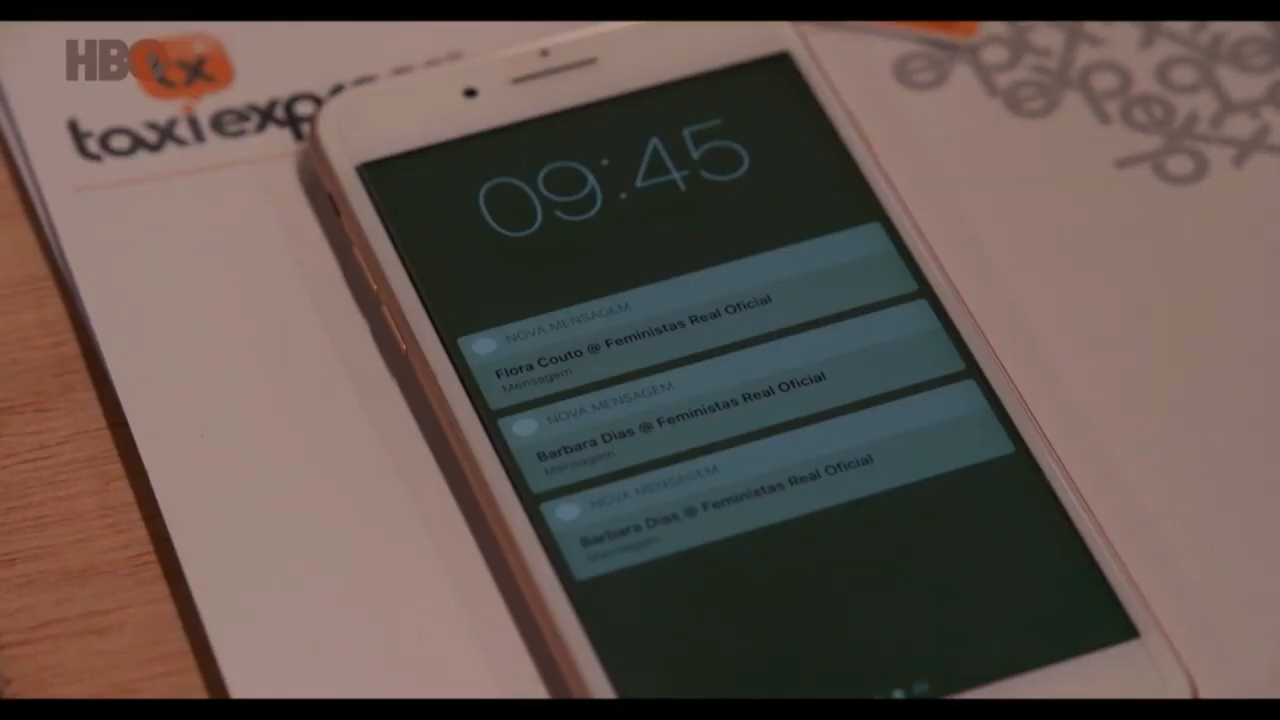 HBO
tx
taxiexp
09:45
NOVA MENSAGEM
Flora Couto @ Feministas Real Oficial
Mensagem
NOVA MENSAGEM
Barbara Dias @ Feministas Real Oficial
Mensagem
NOVA MENSAGEM
Barbara Dias @ Feministas Real Oficial
Mensagem